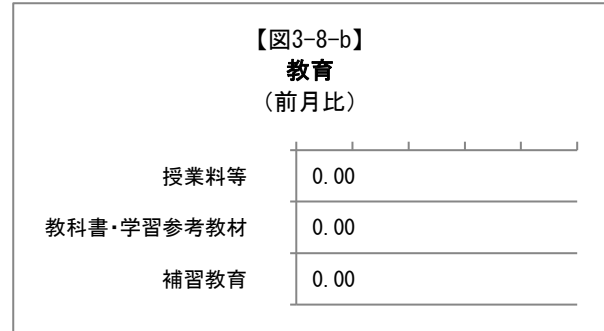 【図3-8-b】
教育
（前月比）
授業料等 0.00
教科書･学習参考教材 0.00
補習教育 0.00